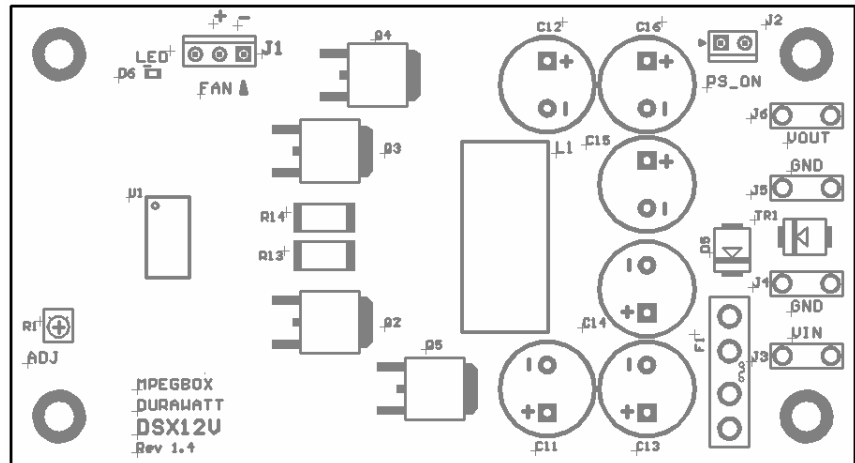 + -
J1
LED
D6
FAN
Q4
C12
+
-
C16
+
-
J2
PS_ON
J6
VOUT
Q3
L1
C15
+
-
GND
J5
U1
R14
R13
TR1
D5
-
+
C14
J4
GND
R1
ADJ
Q2
F1
VIN
J3
Q5
-
+
C11
-
+
C13
MPEGBOX
DURAWATT
DSX12V
Rev 1.4